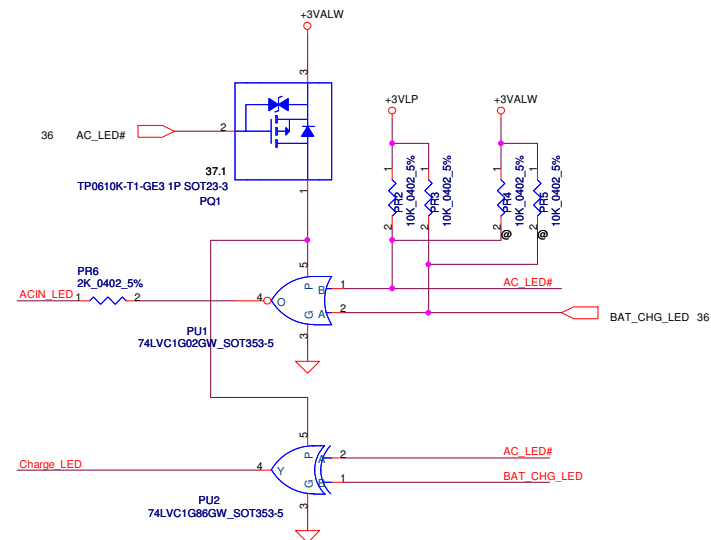 +3VALW
3
36 AC_LED# 2
37.1
TP0610K-T1-GE3 1P SOT23-3
PQ1
1
+3VLP
+3VALW
1 PR2 2 10K_0402_5%
1 PR3 2 10K_0402_5%
1 PR4 2 10K_0402_5%
1 PR5 2 10K_0402_5%
@
@
PR6
2K_0402_5%
ACIN_LED 1 2
5
4 O P B 1 AC_LED#
G A 2
BAT_CHG_LED 36
3
PU1
74LVC1G02GW_SOT353-5
5
P A 2 AC_LED#
Charge_LED 4 Y
G B 1 BAT_CHG_LED
3
PU2
74LVC1G86GW_SOT353-5